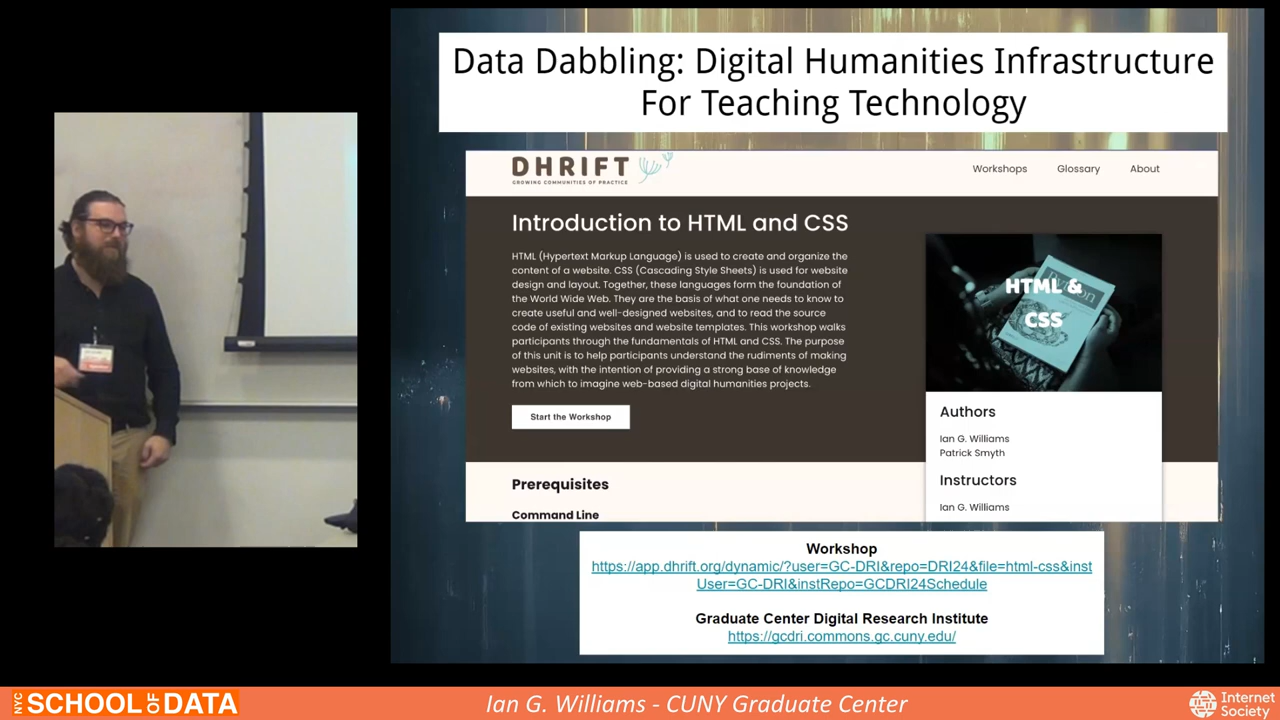 Data Dabbling: Digital Humanities Infrastructure
For Teaching Technology
DHRIFT
GROWING COMMUNITIES OF PRACTICE
Workshops
Glossary
About
Introduction to HTML and CSS
HTML (Hypertext Markup Language) is used to create and organize the
content of a website. CSS (Cascading Style Sheets) is used for website
design and layout. Together, these languages form the foundation of
the World Wide Web. They are the basis of what one needs to know to
create useful and well-designed websites, and to read the source
code of existing websites and website templates. This workshop walks
participants through the fundamentals of HTML and CSS. The purpose
of this unit is to help participants understand the rudiments of making
websites, with the intention of providing a strong base of knowledge
from which to imagine web-based digital humanities projects.
Start the Workshop
HTML &
CSS
Authors
Ian G. Williams
Patrick Smyth
Instructors
Ian G. Williams
Prerequisites
Command Line
Workshop
https://app.dhrift.org/dynamic/?user=GC-DRI&repo=DRI24&file=html-css&inst
User=GC-DRI&instRepo=GCDRI24Schedule
Graduate Center Digital Research Institute
https://gcdri.commons.gc.cuny.edu/
NYC SCHOOL OF DATA
Ian G. Williams - CUNY Graduate Center
Internet
Society